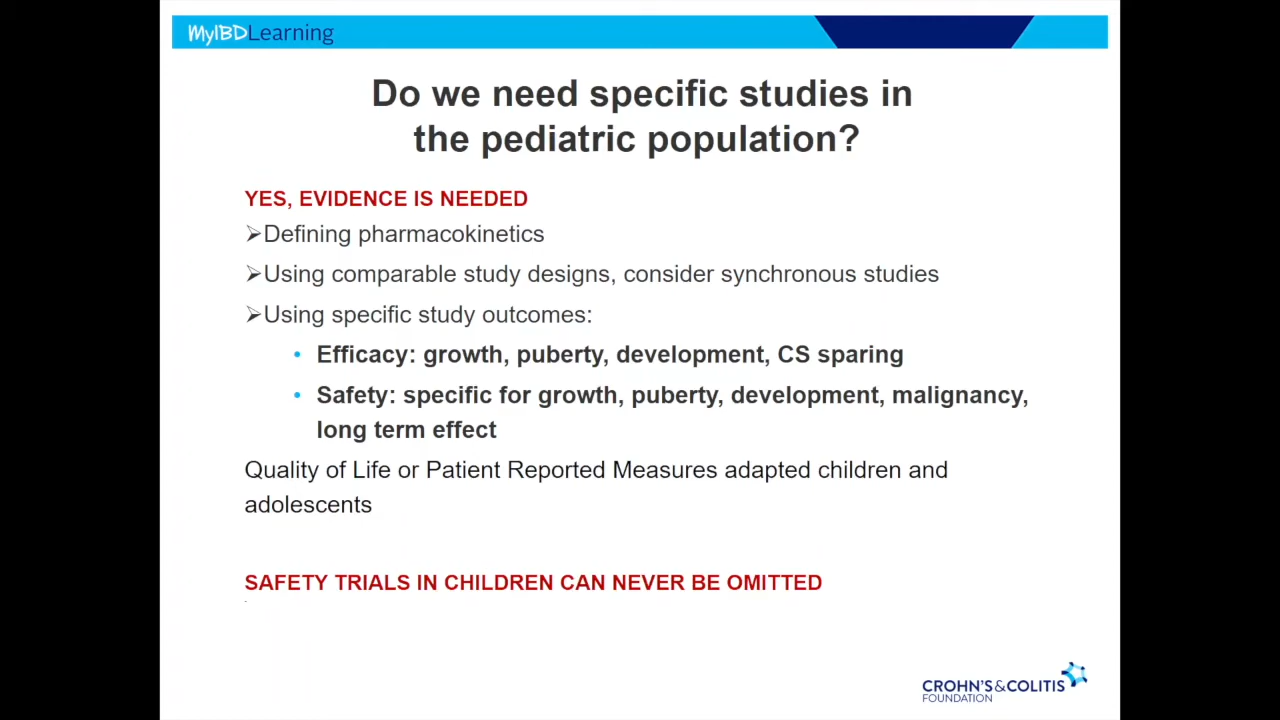 MyIBDLearning
Do we need specific studies in
the pediatric population?
YES, EVIDENCE IS NEEDED
➢Defining pharmacokinetics
➢Using comparable study designs, consider synchronous studies
➢Using specific study outcomes:
• Efficacy: growth, puberty, development, CS sparing
• Safety: specific for growth, puberty, development, malignancy,
long term effect
Quality of Life or Patient Reported Measures adapted children and
adolescents
SAFETY TRIALS IN CHILDREN CAN NEVER BE OMITTED
CROHN'S&COLITIS
FOUNDATION